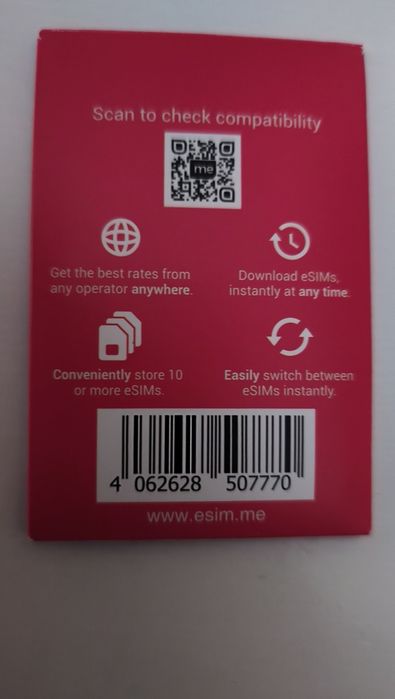 Scan to check compatibility
me
Get the best rates from
any operator anywhere.
Download eSIMs,
instantly at any time.
Conveniently store 10
or more eSIMs.
Easily switch between
eSIMs instantly.
4 062628 507770
www.esim.me